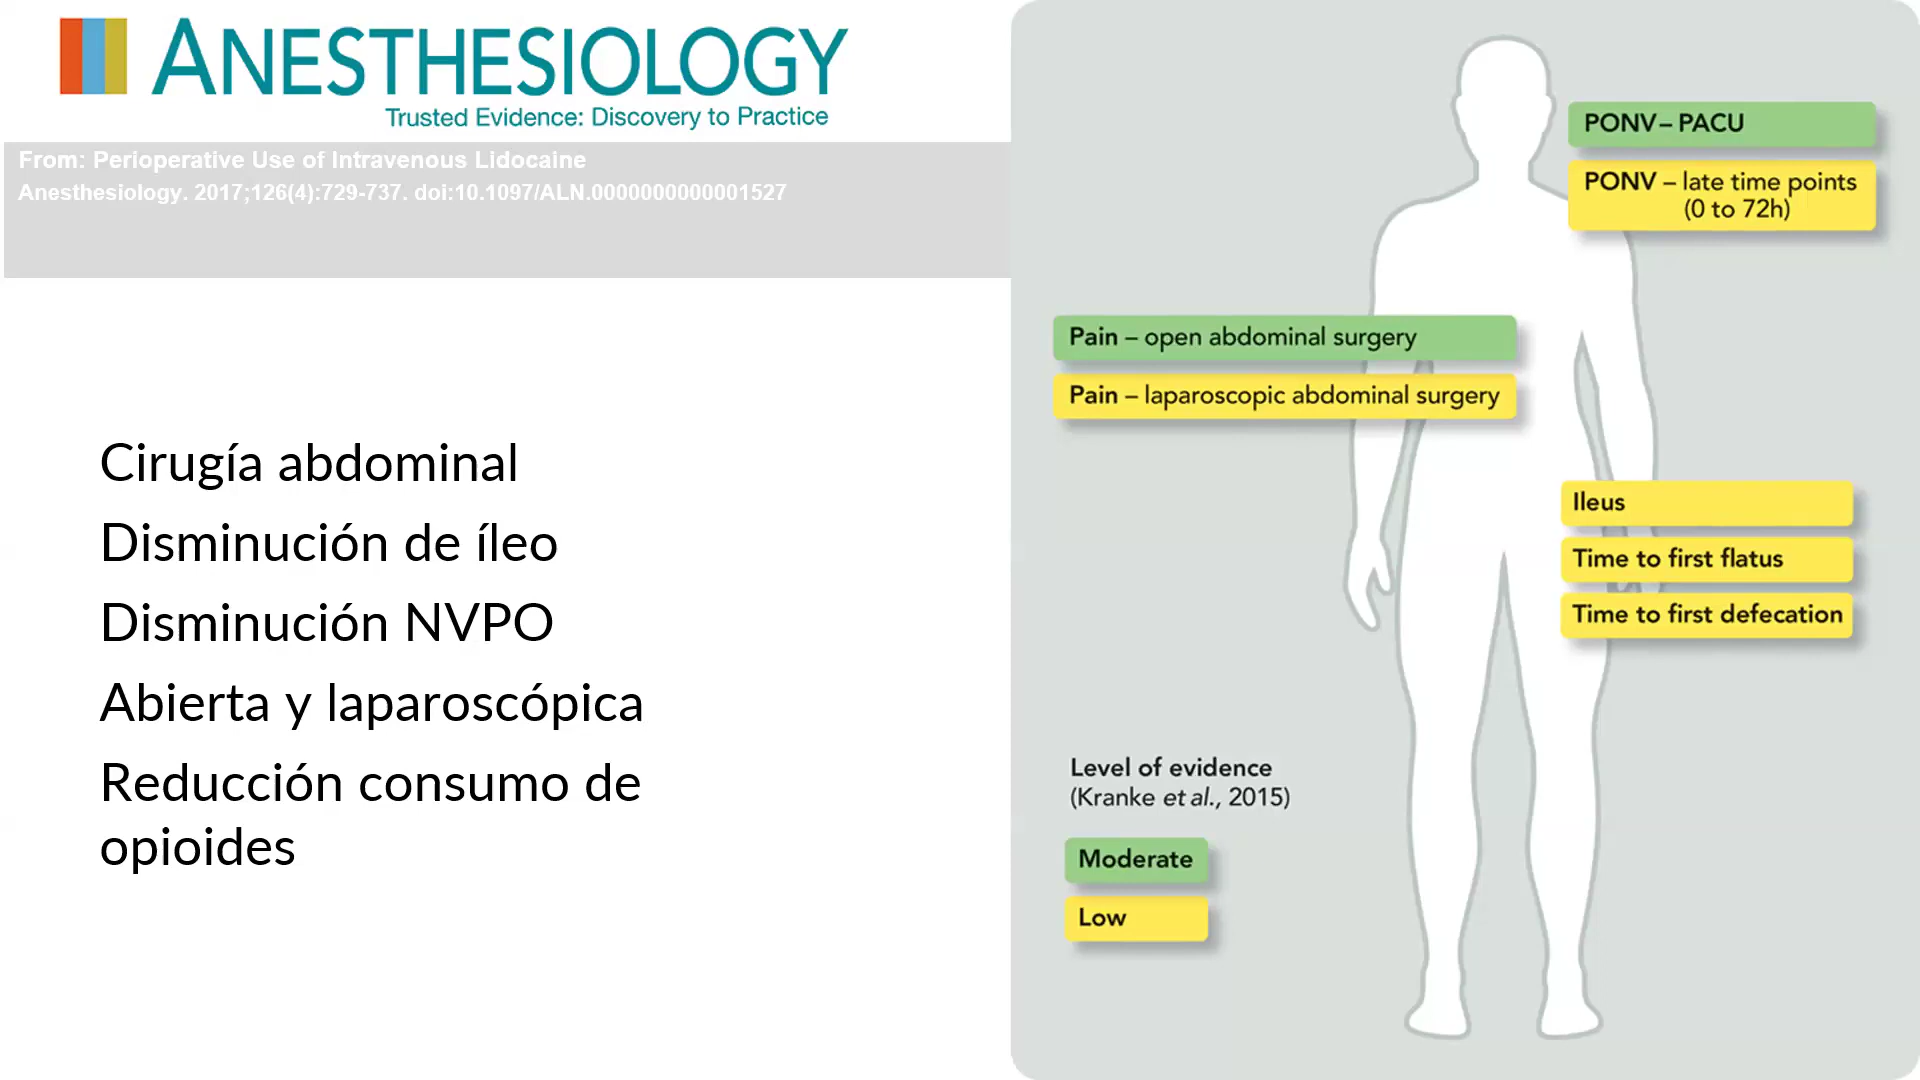 ANESTHESIOLOGY
Trusted Evidence: Discovery to Practice
From: Perioperative Use of Intravenous Lidocaine
Anesthesiology. 2017;126(4):729-737. doi:10.1097/ALN.0000000000001527
Cirugía abdominal
Disminución de íleo
Disminución NVPO
Abierta y laparoscópica
Reducción consumo de
opioides
PONV – PACU
PONV – late time points
(0 to 72h)
Pain – open abdominal surgery
Pain – laparoscopic abdominal surgery
Ileus
Time to first flatus
Time to first defecation
Level of evidence
(Kranke et al., 2015)
Moderate
Low